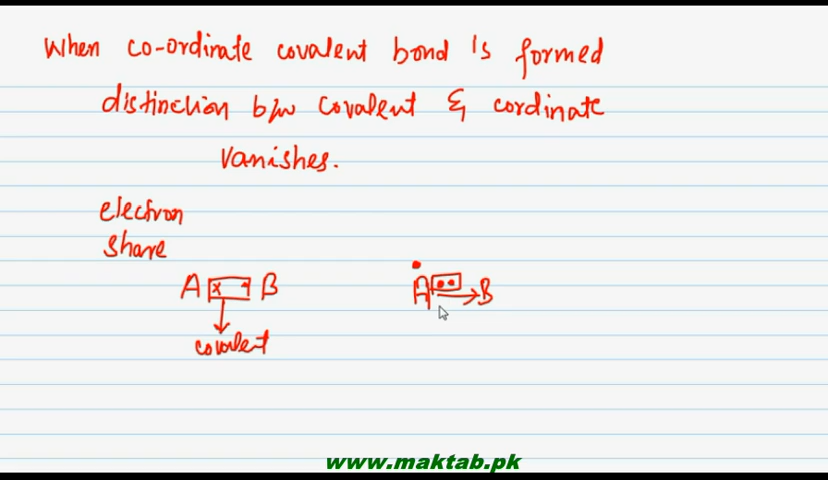 When co-ordinate covalent bond is formed
distinction b/w covalent & cordinate
vanishes.
electron
share
A x B
A B
covalent
www.maktab.pk